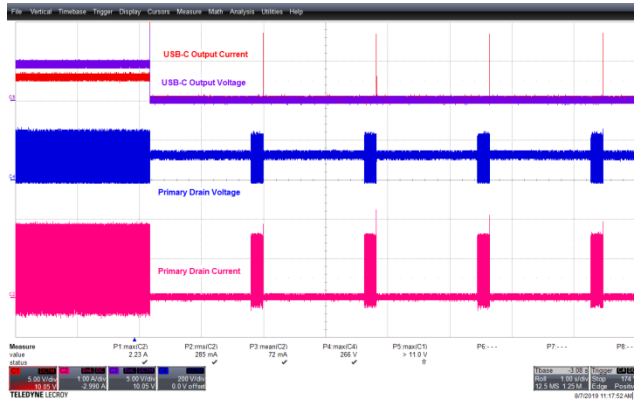 File Vertical Timebase Trigger Display Cursors Measure Math Analysis Utilities Help
USB-C Output Current
USB-C Output Voltage
Primary Drain Voltage
Primary Drain Current
Measure P1:max(C2) P2:rms(C2) P3:mean(C2) P4:max(C4) P5:max(C1) P6:- - - P7:- - - P8:- -
value 2.23 A 285 mA 72 mA 266 V > 11.0 V
status
5.00 V/div 1.00 A/div 5.00 V/div 200 V/div
10.05 V -2.990 A 10.05 V 0.0 V offset
Tbase -3.08 s Trigger
Roll 1.00 s/div Stop 174
12.5 MS 1.25 M Edge Positiv
TELEDYNE LECROY
8/7/2019 11:17:52 AM